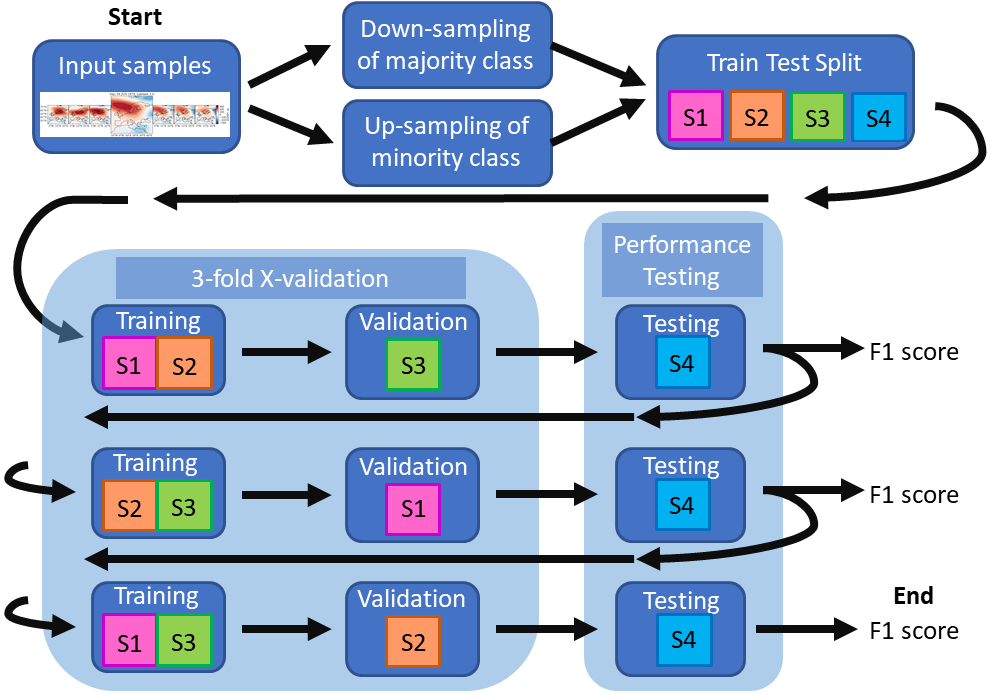 Start
Input samples
Down-sampling
of majority class
Up-sampling of
minority class
Train Test Split
S1 S2 S3 S4
3-fold X-validation
Performance
Testing
Training
S1 S2
Validation
S3
Testing
S4
F1 score
Training
S2 S3
Validation
S1
Testing
S4
F1 score
Training
S1 S3
Validation
S2
Testing
S4
End
F1 score